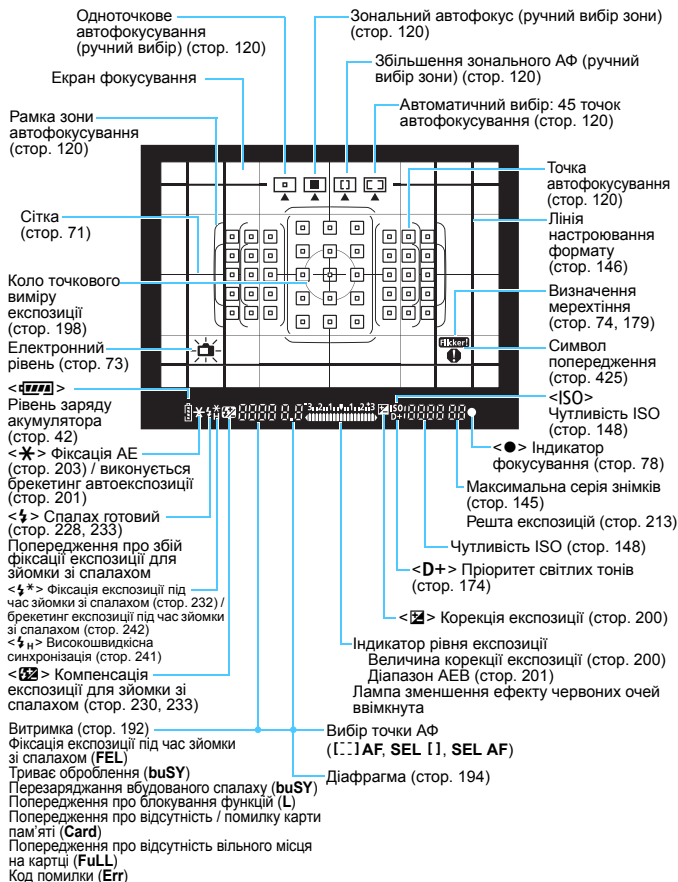 Одноточкове
автофокусування
(ручний вибір) (стор. 120)
Зональний автофокус (ручний вибір зони)
(стор. 120)
Збільшення зонального АФ (ручний
вибір зони) (стор. 120)
Екран фокусування
Автоматичний вибір: 45 точок
автофокусування (стор. 120)
Рамка зони
автофокусування
(стор. 120)
Точка
автофокусування
(стор. 120)
Сітка
(стор. 71)
Лінія
настроювання
формату
(стор. 146)
Коло точкового
виміру
експозиції
(стор. 198)
Визначення
мерехтіння
(стор. 74, 179)
Flicker!
Електронний
рівень (стор. 73)
Символ
попередження
(стор. 425)
< >
Рівень заряду
акумулятора
(стор. 42)
<ISO>
Чутливість ISO
(стор. 148)
<✱> Фіксація AE
(стор. 203) / виконується
брекетинг автоекспозиції
(стор. 201)
<●> Індикатор
фокусування (стор. 78)
Максимальна серія знімків
(стор. 145)
Решта експозицій (стор. 213)
<⚡> Спалах готовий
(стор. 228, 233)
Попередження про збій
фіксації експозиції для
зйомки зі спалахом
Чутливість ISO (стор. 148)
<D+> Пріоритет світлих тонів
(стор. 174)
<⚡*> Фіксація експозиції під
час зйомки зі спалахом (стор. 232) /
брекетинг експозиції під час зйомки
зі спалахом (стор. 242)
<⚡H> Високошвидкісна
синхронізація (стор. 241)
< > Корекція експозиції (стор. 200)
< > Компенсація
експозиції для зйомки зі
спалахом (стор. 230, 233)
Індикатор рівня експозиції
Величина корекції експозиції (стор. 200)
Діапазон AEB (стор. 201)
Лампа зменшення ефекту червоних очей
ввімкнута
Витримка (стор. 192)
Фіксація експозиції під час зйомки
зі спалахом (FEL)
Триває оброблення (buSY)
Перезаряджання вбудованого спалаху (buSY)
Попередження про блокування функцій (L)
Попередження про відсутність / помилку карти
пам'яті (Card)
Попередження про відсутність вільного місця
на картці (FuLL)
Код помилки (Err)
Вибір точки АФ
([ ] AF, SEL [ ], SEL AF)
Діафрагма (стор. 194)